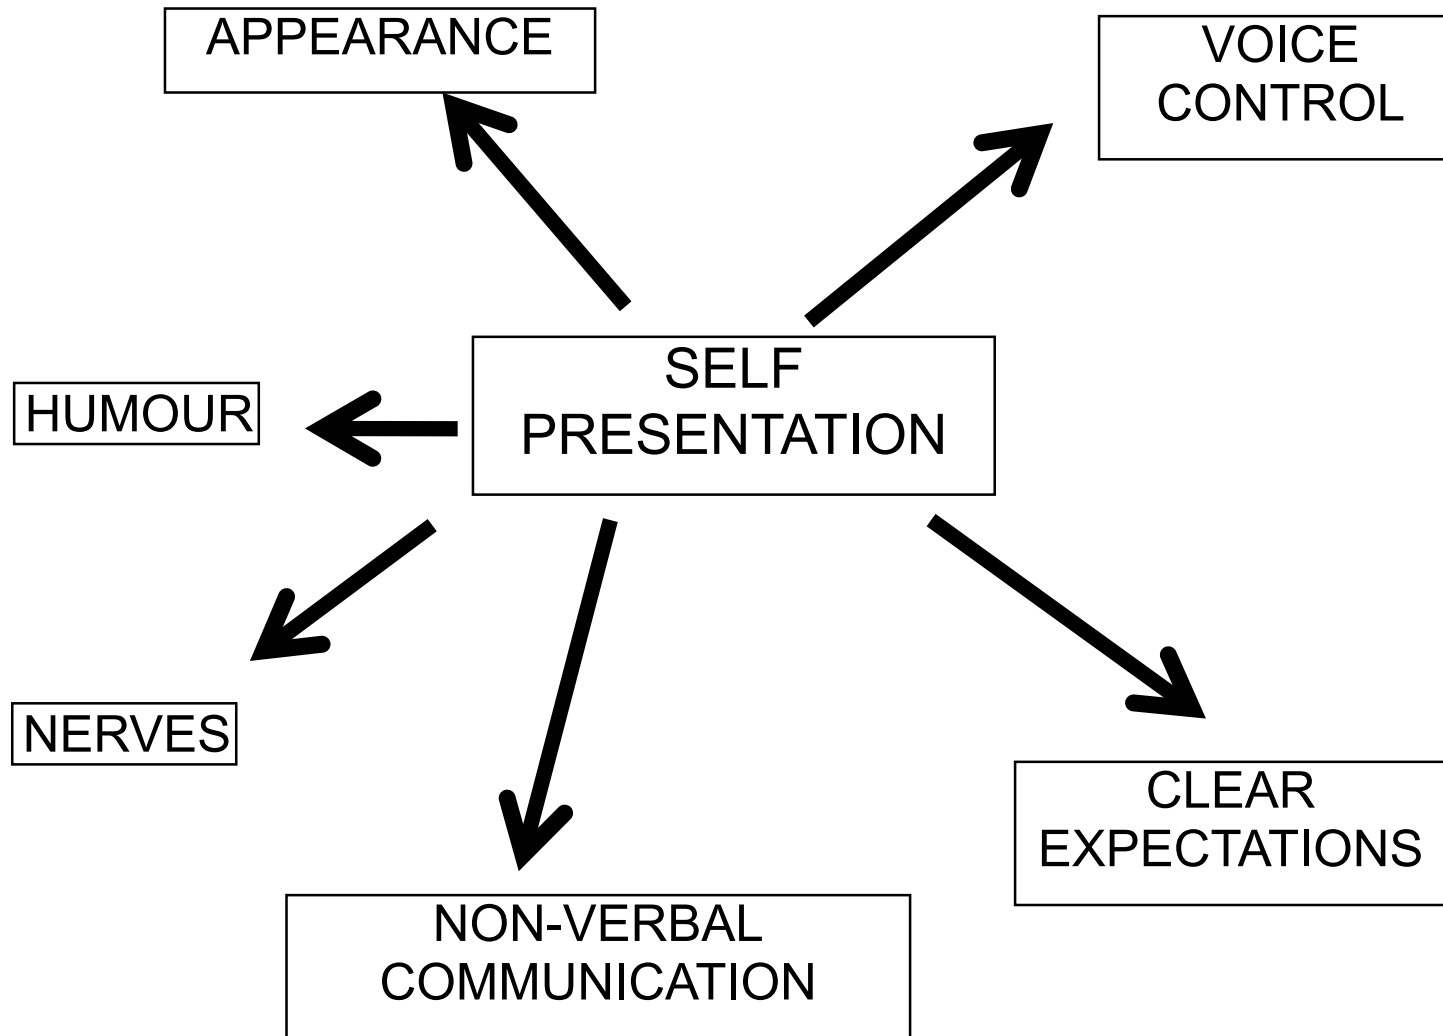 APPEARANCE
VOICE
CONTROL
SELF
PRESENTATION
HUMOUR
NERVES
CLEAR
EXPECTATIONS
NON-VERBAL
COMMUNICATION